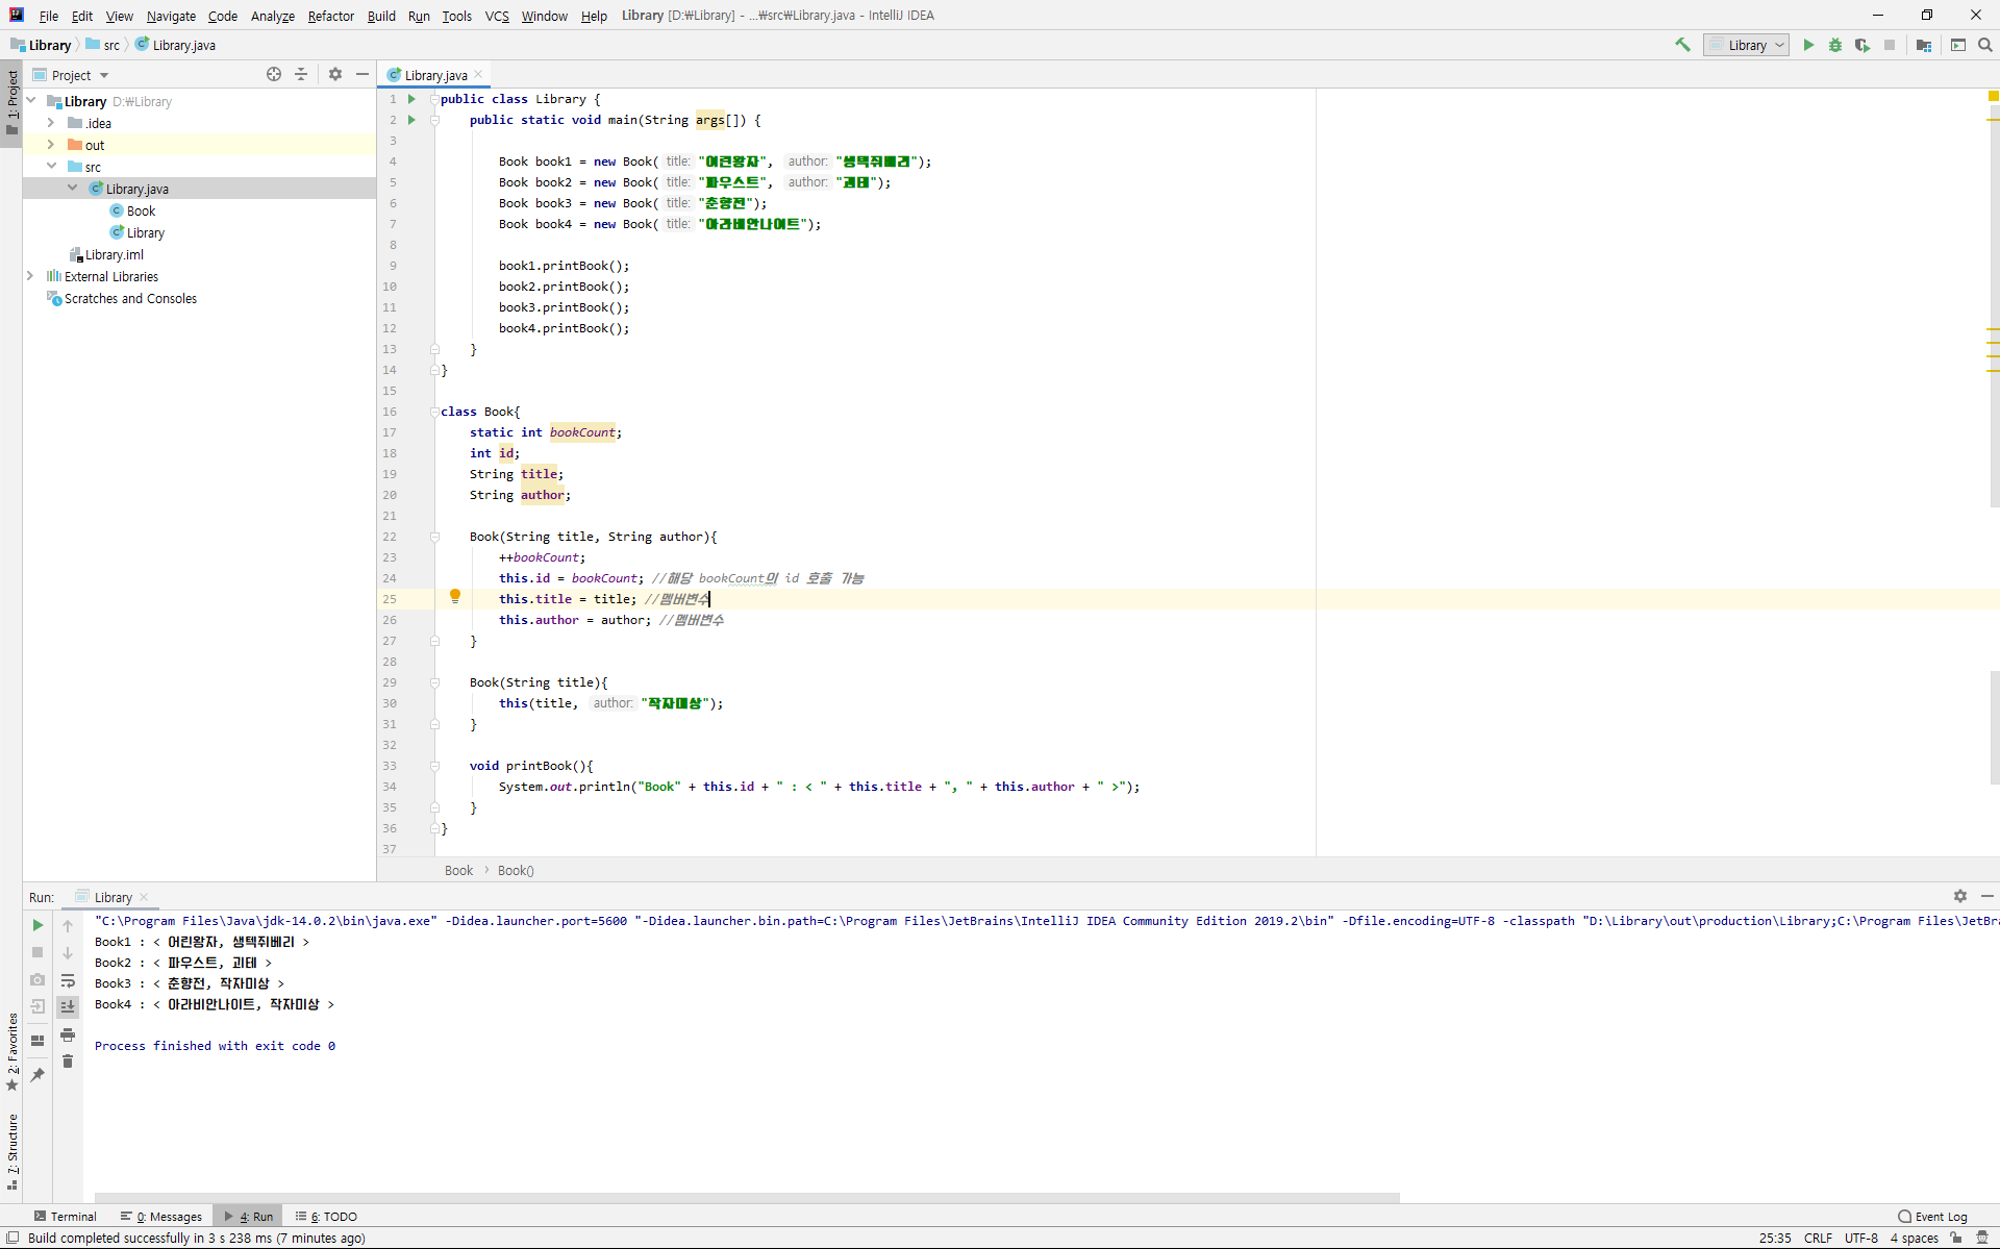 File Edit View Navigate Code Analyze Refactor Build Run Tools VCS Window Help Library [D:₩Library] - ...₩src₩Library.java - IntelliJ IDEA
Library src Library.java
Library
1: Project
Project
Library.java
Library D:₩Library
.idea
out
src
Library.java
Book
Library
Library.iml
External Libraries
Scratches and Consoles
1 public class Library {
2 public static void main(String args[]) {
3
4 Book book1 = new Book( title: "어린왕자", author: "생텍쥐베리");
5 Book book2 = new Book( title: "파우스트", author: "괴테");
6 Book book3 = new Book( title: "춘향전");
7 Book book4 = new Book( title: "아라비안나이트");
8
9 book1.printBook();
10 book2.printBook();
11 book3.printBook();
12 book4.printBook();
13 }
14 }
15
16 class Book{
17 static int bookCount;
18 int id;
19 String title;
20 String author;
21
22 Book(String title, String author){
23 ++bookCount;
24 this.id = bookCount; //해당 bookCount의 id 호출 가능
25 this.title = title; //멤버변수
26 this.author = author; //멤버변수
27 }
28
29 Book(String title){
30 this(title, author: "작자미상");
31 }
32
33 void printBook(){
34 System.out.println("Book" + this.id + " : < " + this.title + ", " + this.author + " >");
35 }
36 }
37
Book Book()
Run: Library
"C:\Program Files\Java\jdk-14.0.2\bin\java.exe" -Didea.launcher.port=5600 "-Didea.launcher.bin.path=C:\Program Files\JetBrains\IntelliJ IDEA Community Edition 2019.2\bin" -Dfile.encoding=UTF-8 -classpath "D:\Library\out\production\Library;C:\Program Files\JetBra
Book1 : < 어린왕자, 생텍쥐베리 >
Book2 : < 파우스트, 괴테 >
Book3 : < 춘향전, 작자미상 >
Book4 : < 아라비안나이트, 작자미상 >
Process finished with exit code 0
2: Favorites
7: Structure
Terminal 0: Messages 4: Run 6: TODO Event Log
Build completed successfully in 3 s 238 ms (7 minutes ago) 25:35 CRLF UTF-8 4 spaces